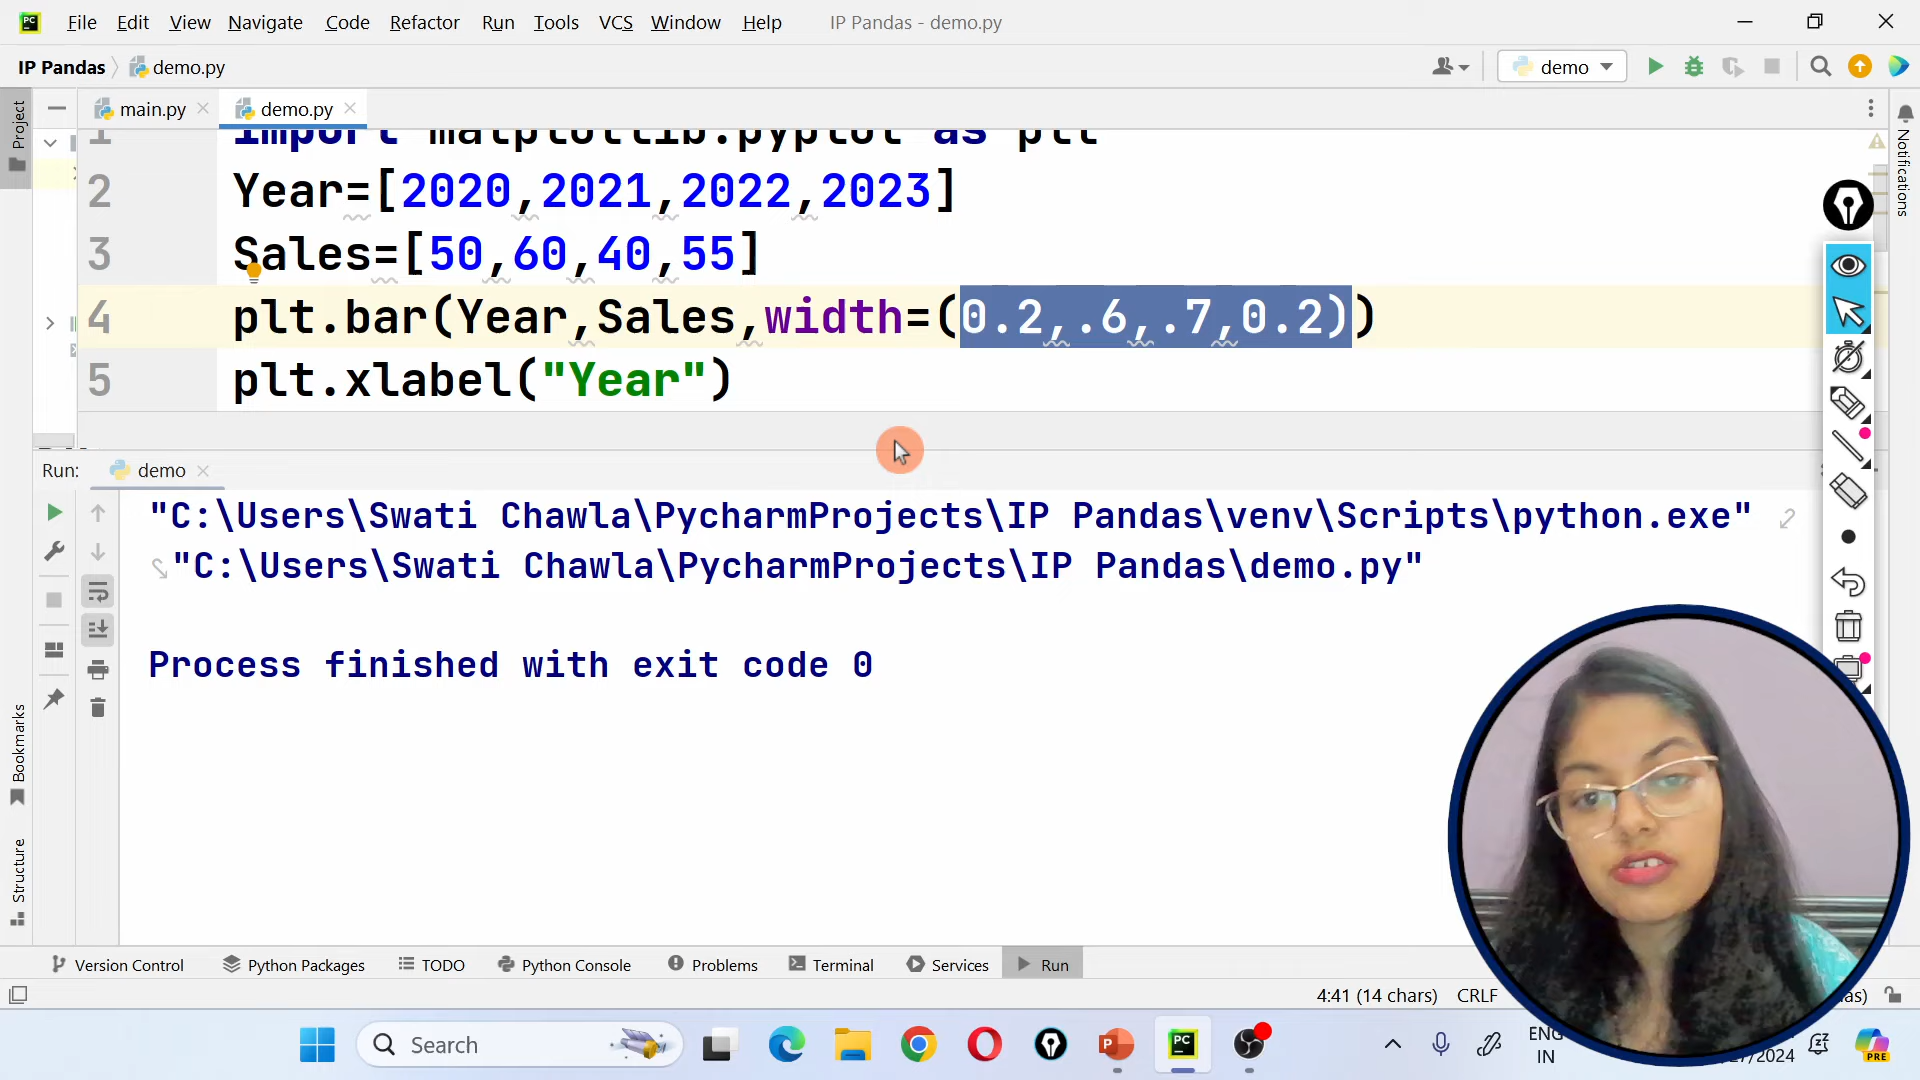 File Edit View Navigate Code Refactor Run Tools VCS Window Help IP Pandas - demo.py
IP Pandas demo.py demo
main.py demo.py
Project
Notifications
1 import matplotlib.pyplot as plt
2 Year=[2020,2021,2022,2023]
3 Sales=[50,60,40,55]
4 plt.bar(Year,Sales,width=(0.2,.6,.7,0.2))
5 plt.xlabel("Year")
Run: demo
"C:\Users\Swati Chawla\PycharmProjects\IP Pandas\venv\Scripts\python.exe"
"C:\Users\Swati Chawla\PycharmProjects\IP Pandas\demo.py"
Process finished with exit code 0
Bookmarks
Structure
Version Control Python Packages TODO Python Console Problems Terminal Services Run
4:41 (14 chars) CRLF
Search
ENG
IN
/2024
PRE